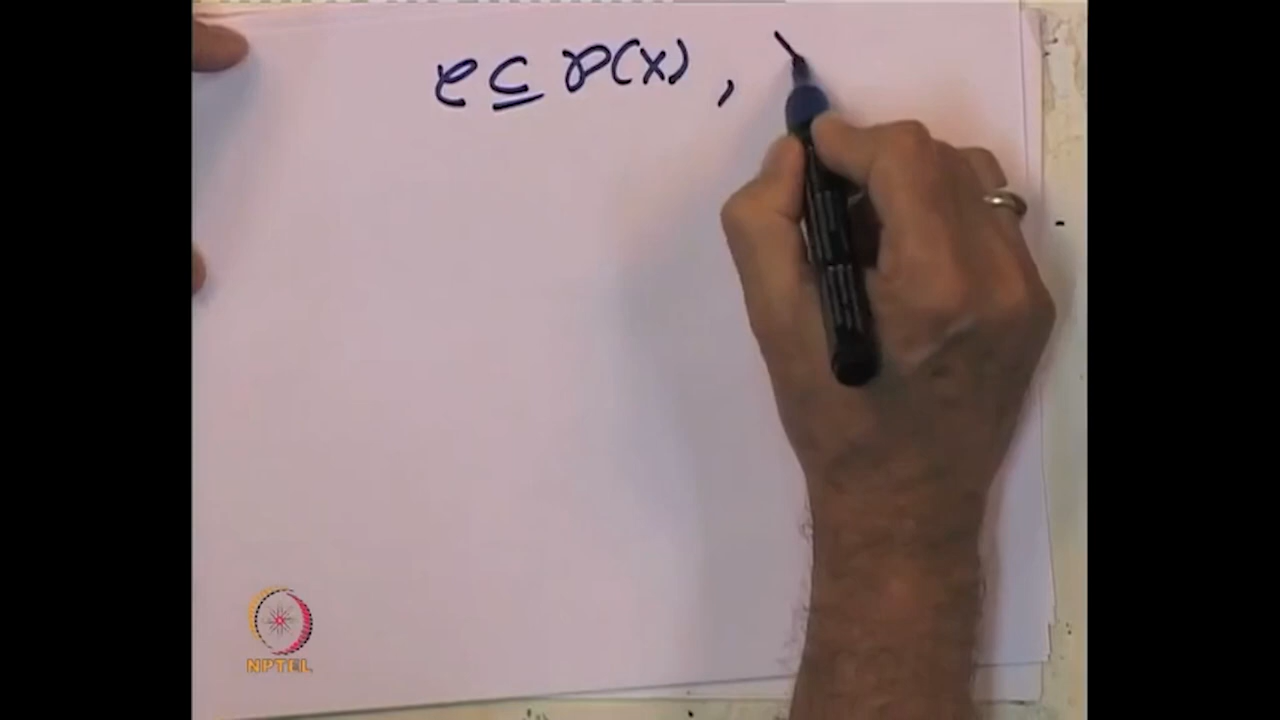 𝒞 ⊆ 𝒫(X) ,
NPTEL